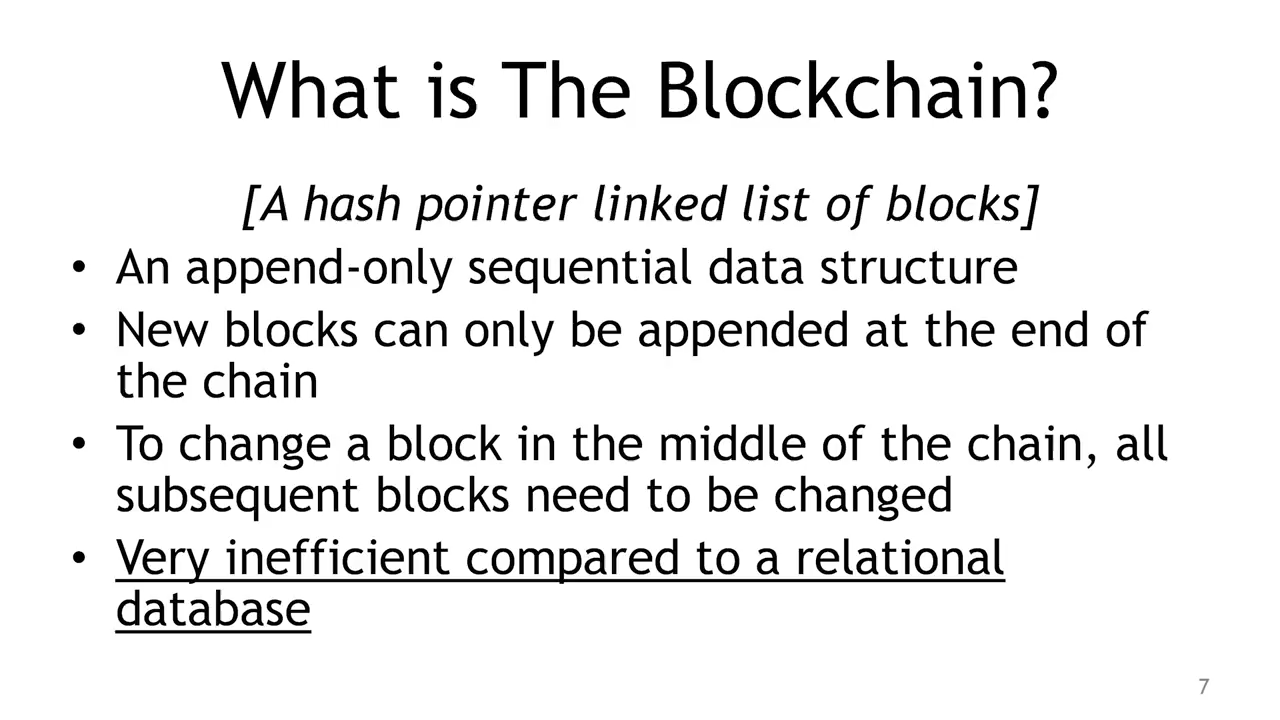 What is The Blockchain?
[A hash pointer linked list of blocks]
• An append-only sequential data structure
• New blocks can only be appended at the end of
the chain
• To change a block in the middle of the chain, all
subsequent blocks need to be changed
• Very inefficient compared to a relational
database
7